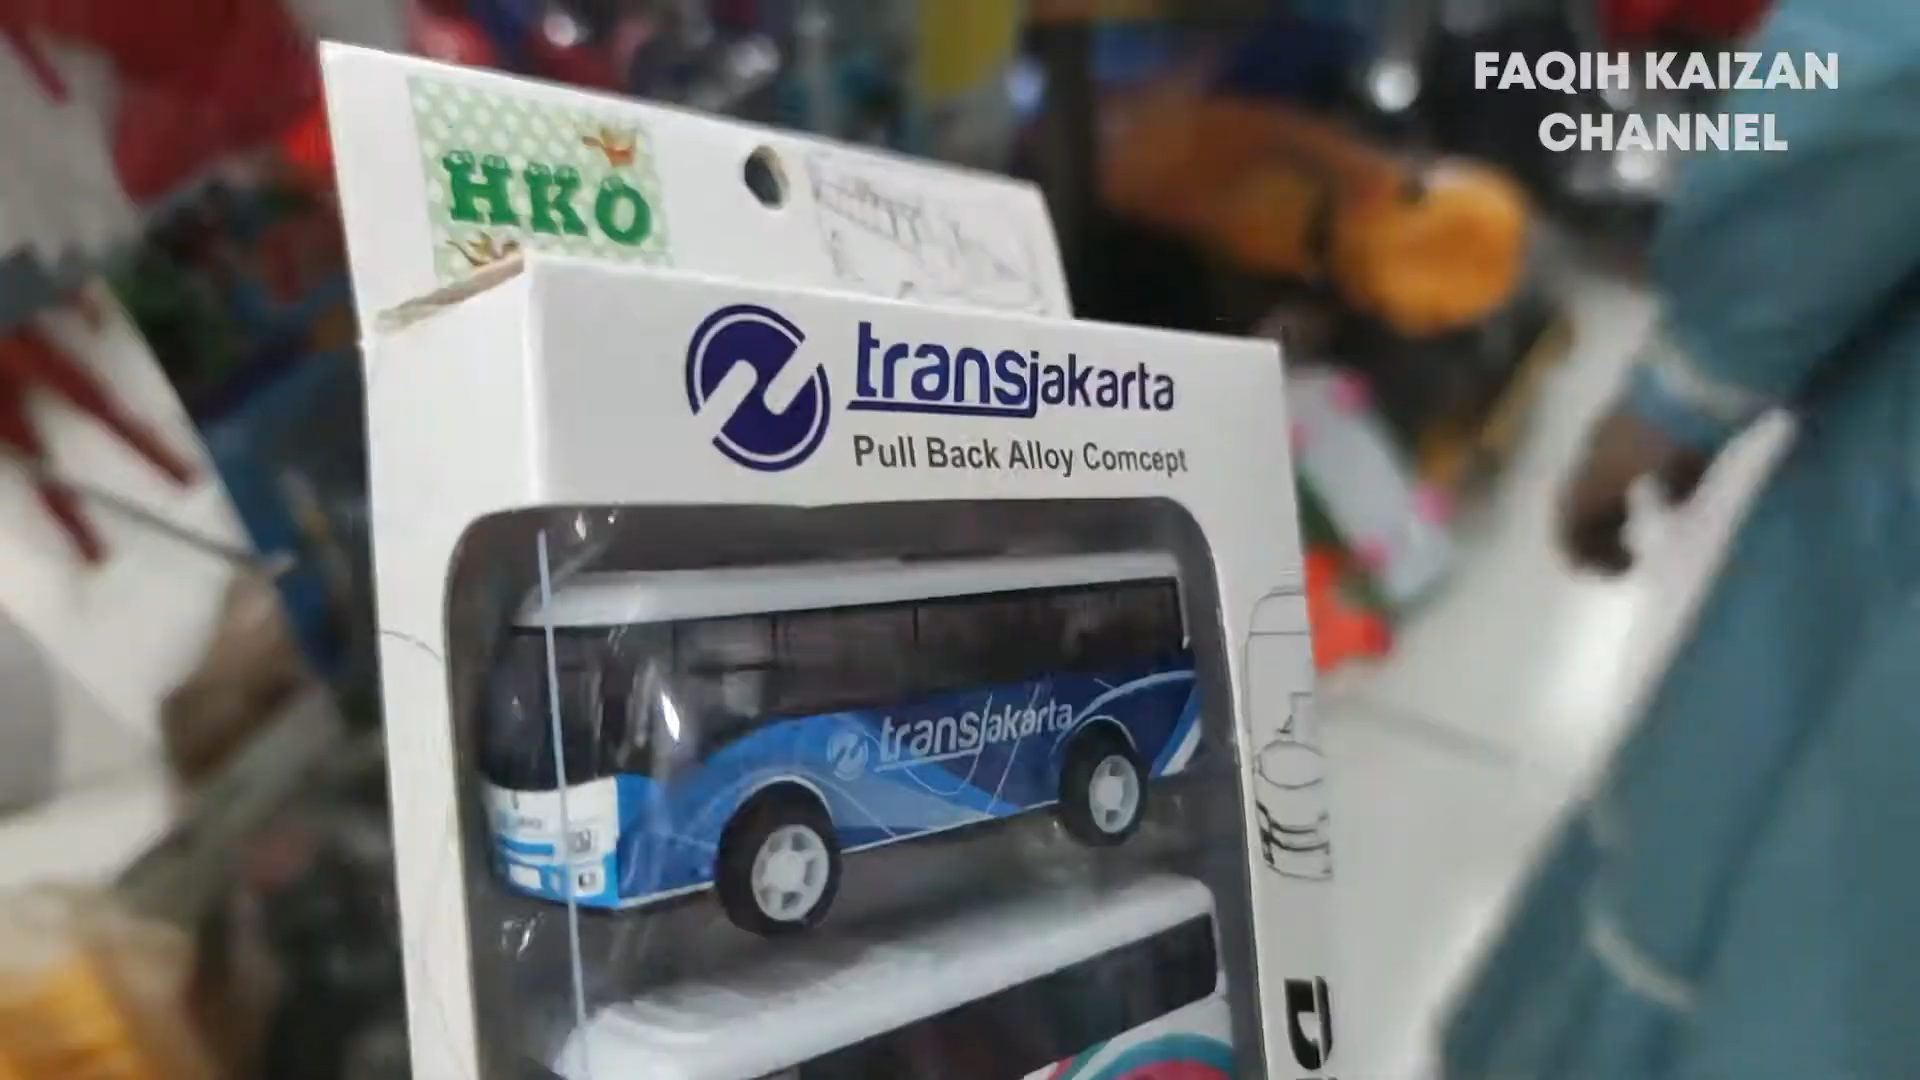 FAQIH KAIZAN
CHANNEL
HKO
transjakarta
Pull Back Alloy Comcept
transjakarta